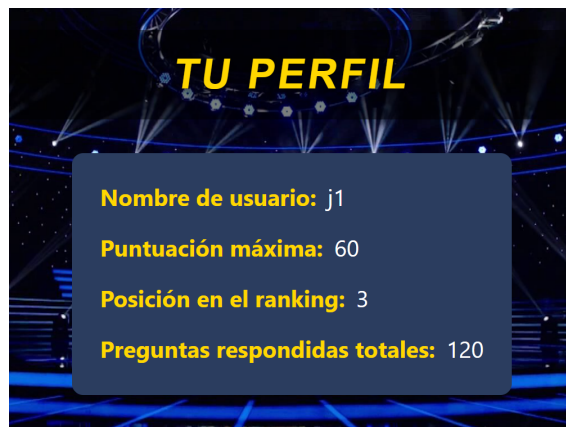 TU PERFIL
Nombre de usuario: j1
Puntuación máxima: 60
Posición en el ranking: 3
Preguntas respondidas totales: 120